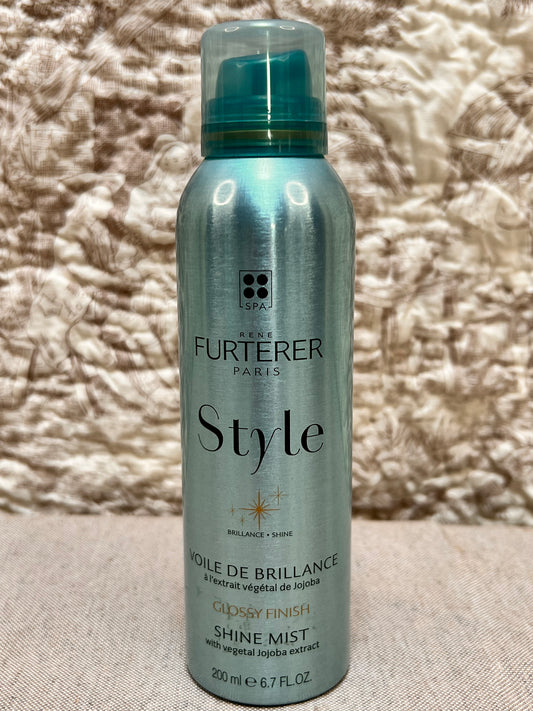 SPA
RENE
FURTERER
PARIS
Style
BRILLANCE • SHINE
VOILE DE BRILLANCE
à l'extrait végétal de Jojoba
GLOSSY FINISH
SHINE MIST
with vegetal Jojoba extract
200 ml ℮ 6.7 FL.OZ.